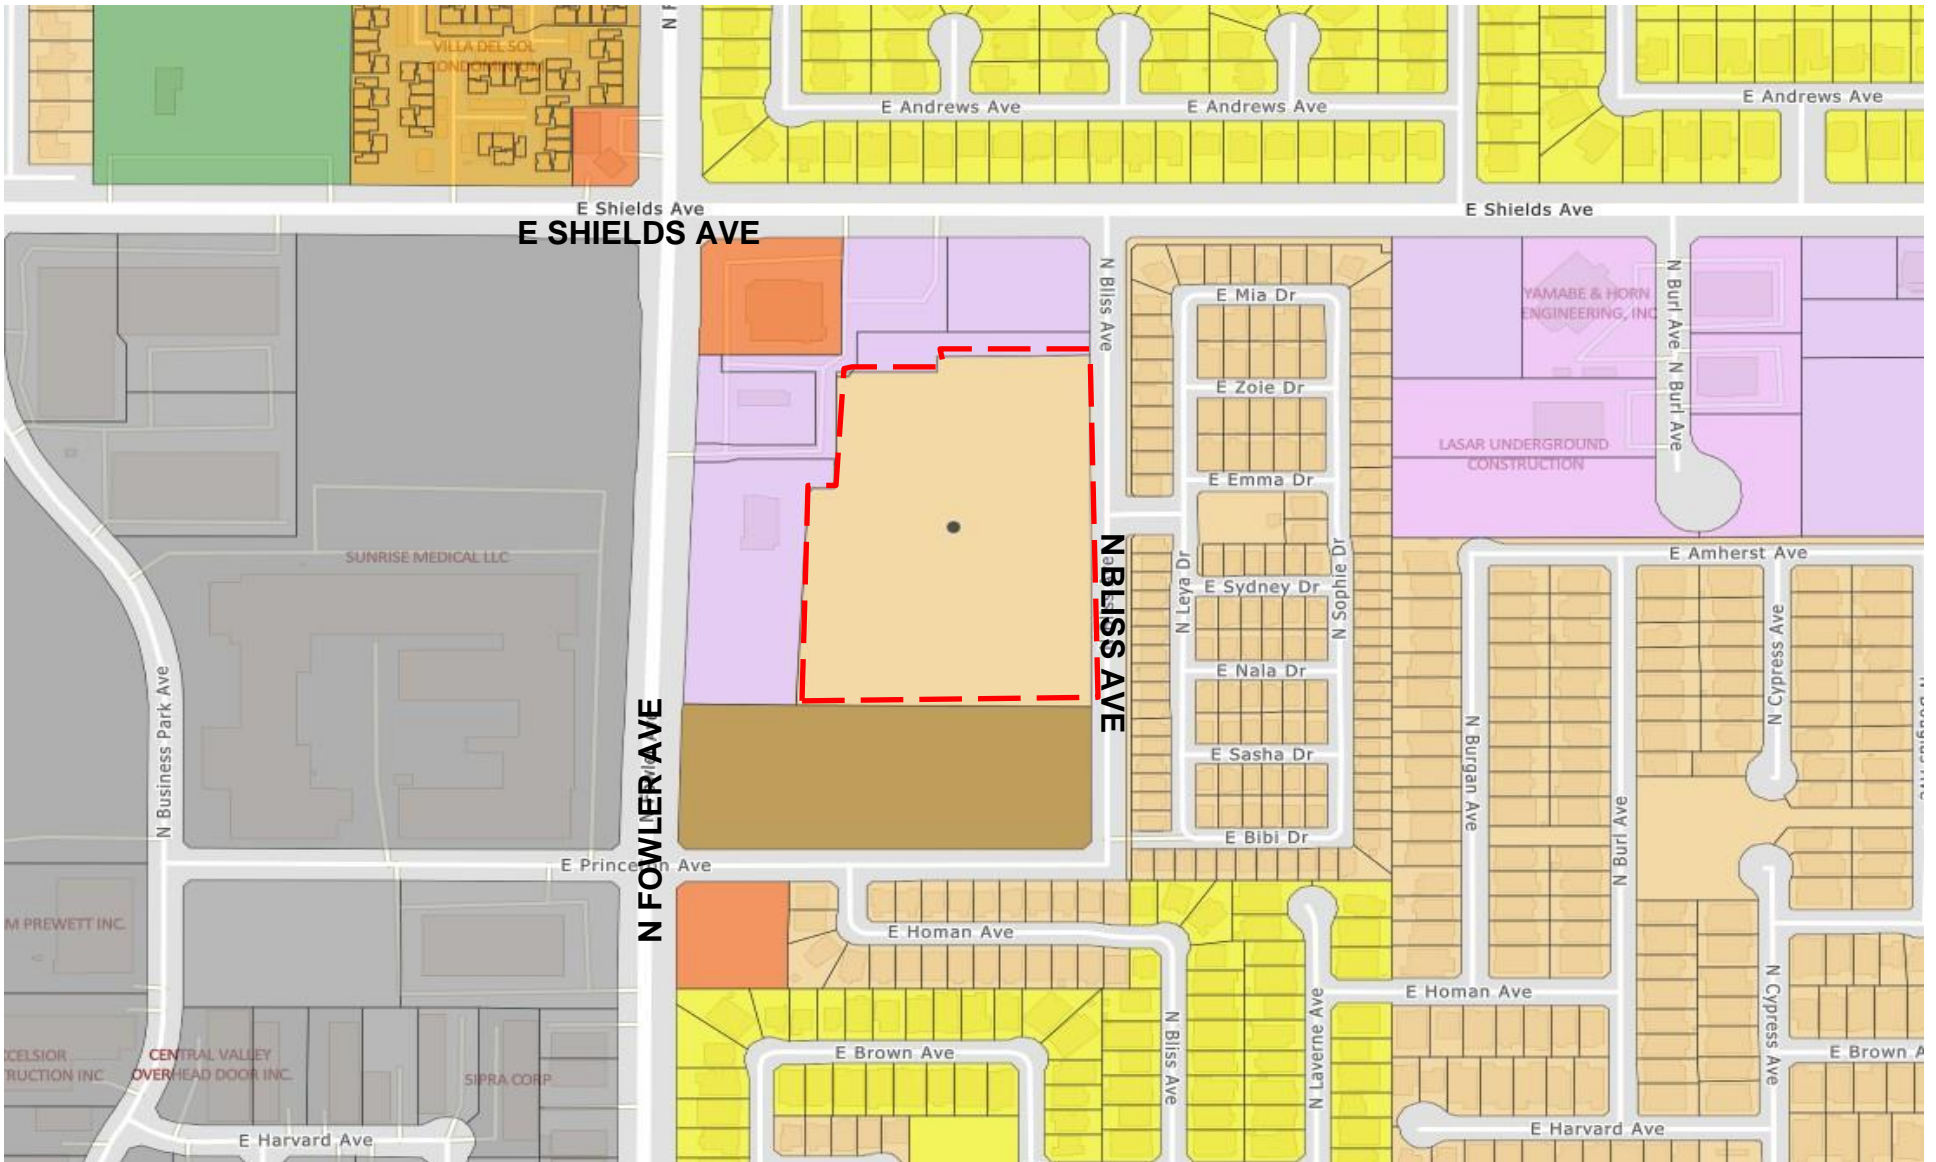 N F
VILLA DEL SOL
CONDOMINIUM
E Andrews Ave
E Andrews Ave
E Andrews Ave
E Shields Ave
E Shields Ave
E SHIELDS AVE
N Bliss Ave
E Mia Dr
N Burl Ave
YAMABE & HORN
ENGINEERING, INC
N Burl Ave
E Zoie Dr
LASAR UNDERGROUND
CONSTRUCTION
E Emma Dr
SUNRISE MEDICAL LLC
E Amherst Ave
N BLISS AVE
N Leya Dr
E Sydney Dr
N Sophie Dr
N Cypress Ave
E Nala Dr
N Business Park Ave
N FOWLER AVE
E Sasha Dr
N Burgan Ave
N Burl Ave
E Bibi Dr
E Princeton Ave
M PREWETT INC.
E Homan Ave
E Homan Ave
N Bliss Ave
N Laverne Ave
N Cypress Ave
XCELSIOR
TRUCTION INC
CENTRAL VALLEY
OVERHEAD DOOR INC.
SIPRA CORP
E Brown Ave
E Brown A
E Harvard Ave
E Harvard Ave